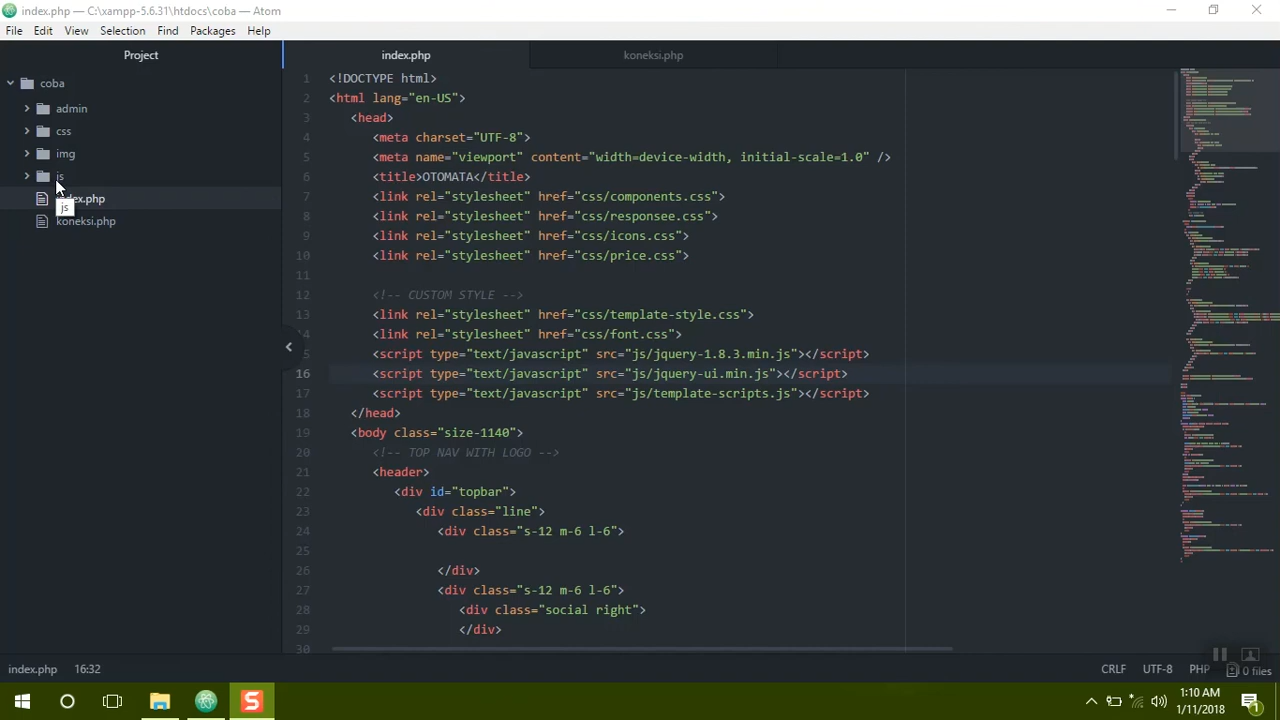 index.php — C:\xampp-5.6.31\htdocs\coba — Atom
File Edit View Selection Find Packages Help
Project
index.php
koneksi.php
coba
admin
css
img
js
js
koneksi.php
1 <!DOCTYPE html>
2 <html lang="en-US">
3 <head>
4 <meta charset="UTF-8">
5 <meta name="viewport" content="width=device-width, initial-scale=1.0" />
6 <title>OTOMATA</title>
7 <link rel="stylesheet" href="css/components.css">
8 <link rel="stylesheet" href="css/responsee.css">
9 <link rel="stylesheet" href="css/icons.css">
10 <link rel="stylesheet" href="css/price.css">
11
12 <!-- CUSTOM STYLE -->
13 <link rel="stylesheet" href="css/template-style.css">
14 <link rel="stylesheet" href="css/font.css">
<script type="text/javascript" src="js/jquery-1.8.3.min.js"></script>
16 <script type="text/javascript" src="js/jquery-ui.min.js"></script>
17 <script type="text/javascript" src="js/template-scripts.js"></script>
18 </head>
19 <body class="size-1140">
20 <!-- TOP NAV WITH LOGO -->
21 <header>
22 <div id="topbar">
23 <div class="line">
24 <div class="s-12 m-6 l-6">
25
26 </div>
27 <div class="s-12 m-6 l-6">
28 <div class="social right">
29 </div>
30
index.php 16:32
CRLF UTF-8 PHP 0 files
1:10 AM
1/11/2018